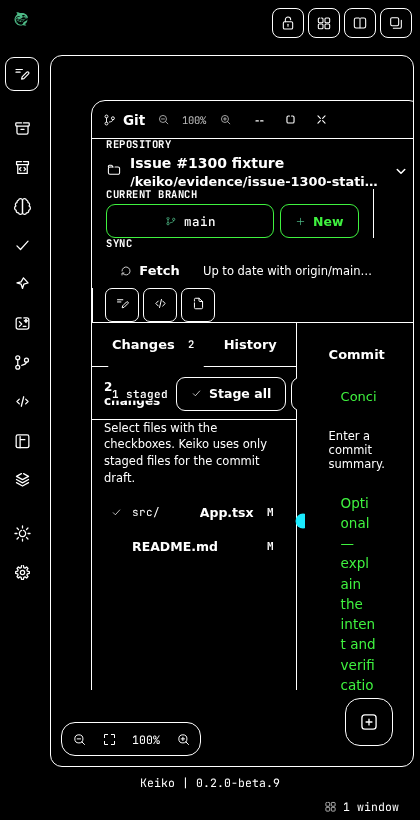 Git 100% --
REPOSITORY
Issue #1300 fixture
/keiko/evidence/issue-1300-stati…
CURRENT BRANCH
main
New
SYNC
Fetch Up to date with origin/main…
Changes 2 History
2 changes
1 staged
Stage all
Select files with the
checkboxes. Keiko uses only
staged files for the commit
draft.
src/ App.tsx M
README.md M
Commit
Conci
Enter a
commit
summary.
Opti
onal
—
expl
ain
the
inten
t and
verifi
catio
100%
Keiko | 0.2.0-beta.9
1 window